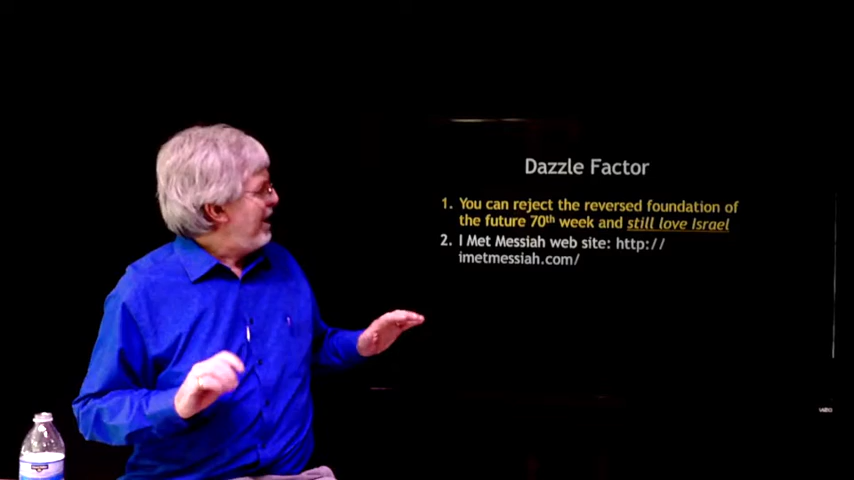 Dazzle Factor
1. You can reject the reversed foundation of
the future 70th week and still love Israel
2. I Met Messiah web site: http://
imetmessiah.com/
VIZIO